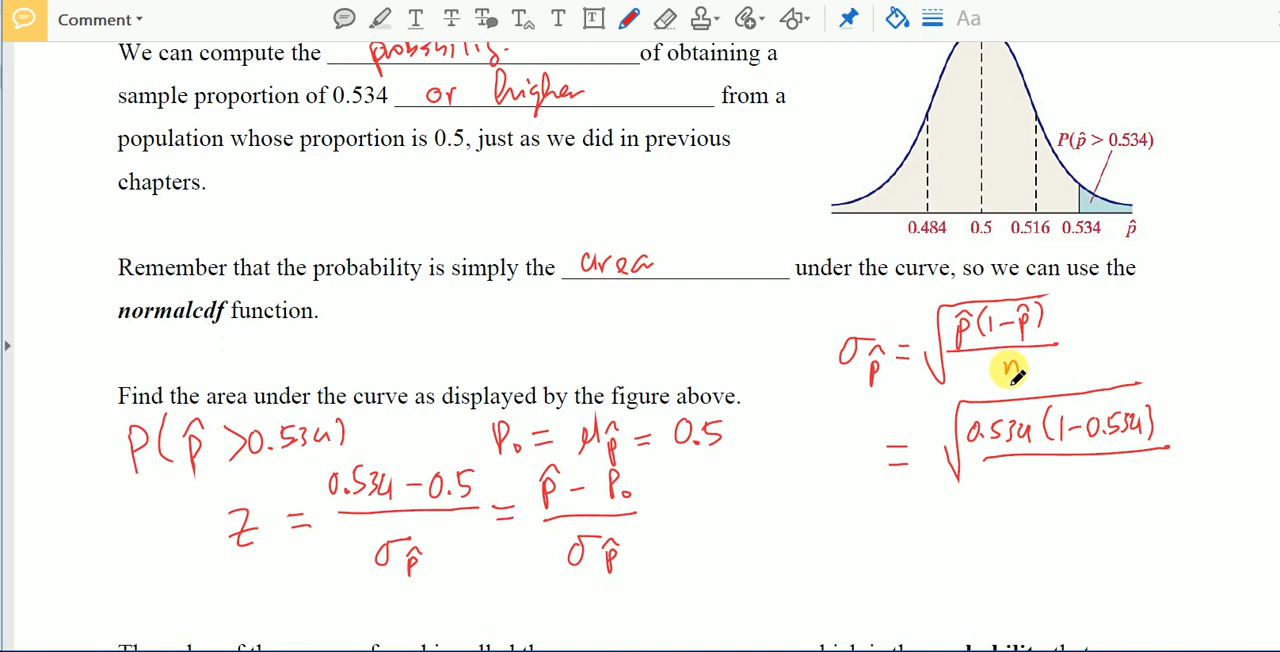 Comment
T T T T T T Aa
We can compute the probability of obtaining a
sample proportion of 0.534 or higher from a
population whose proportion is 0.5, just as we did in previous
chapters.
P(p̂ > 0.534)
0.484 0.5 0.516 0.534 p̂
Remember that the probability is simply the area under the curve, so we can use the
normalcdf function.
σp̂ = √(p̂(1-p̂)/n)
Find the area under the curve as displayed by the figure above.
= √(0.534(1-0.534)
P(p̂ >0.534) P₀ = μp̂ = 0.5
Z = (0.534-0.5)/σp̂ = (p̂ - P₀)/σp̂